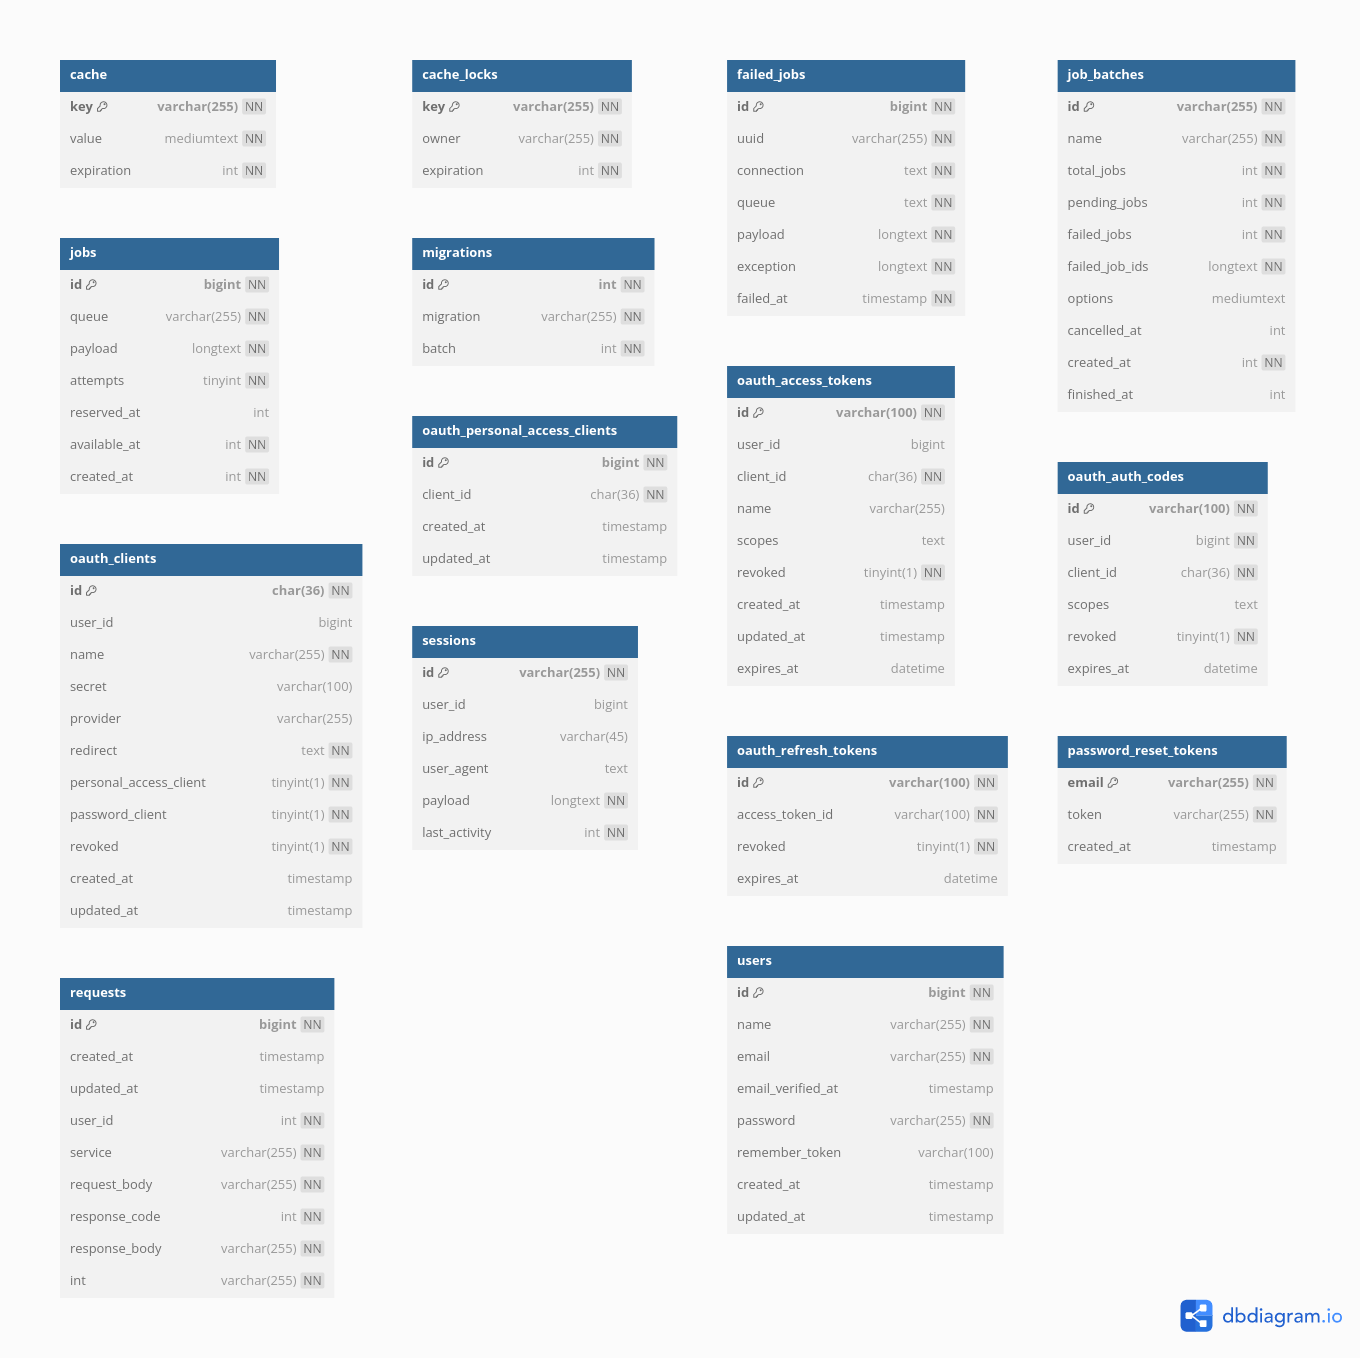 cache
key varchar(255) NN
value mediumtext NN
expiration int NN
jobs
id bigint NN
queue varchar(255) NN
payload longtext NN
attempts tinyint NN
reserved_at int
available_at int NN
created_at int NN
oauth_clients
id char(36) NN
user_id bigint
name varchar(255) NN
secret varchar(100)
provider varchar(255)
redirect text NN
personal_access_client tinyint(1) NN
password_client tinyint(1) NN
revoked tinyint(1) NN
created_at timestamp
updated_at timestamp
requests
id bigint NN
created_at timestamp
updated_at timestamp
user_id int NN
service varchar(255) NN
request_body varchar(255) NN
response_code int NN
response_body varchar(255) NN
int varchar(255) NN
cache_locks
key varchar(255) NN
owner varchar(255) NN
expiration int NN
migrations
id int NN
migration varchar(255) NN
batch int NN
oauth_personal_access_clients
id bigint NN
client_id char(36) NN
created_at timestamp
updated_at timestamp
sessions
id varchar(255) NN
user_id bigint
ip_address varchar(45)
user_agent text
payload longtext NN
last_activity int NN
failed_jobs
id bigint NN
uuid varchar(255) NN
connection text NN
queue text NN
payload longtext NN
exception longtext NN
failed_at timestamp NN
oauth_access_tokens
id varchar(100) NN
user_id bigint
client_id char(36) NN
name varchar(255)
scopes text
revoked tinyint(1) NN
created_at timestamp
updated_at timestamp
expires_at datetime
oauth_refresh_tokens
id varchar(100) NN
access_token_id varchar(100) NN
revoked tinyint(1) NN
expires_at datetime
users
id bigint NN
name varchar(255) NN
email varchar(255) NN
email_verified_at timestamp
password varchar(255) NN
remember_token varchar(100)
created_at timestamp
updated_at timestamp
job_batches
id varchar(255) NN
name varchar(255) NN
total_jobs int NN
pending_jobs int NN
failed_jobs int NN
failed_job_ids longtext NN
options mediumtext
cancelled_at int
created_at int NN
finished_at int
oauth_auth_codes
id varchar(100) NN
user_id bigint NN
client_id char(36) NN
scopes text
revoked tinyint(1) NN
expires_at datetime
password_reset_tokens
email varchar(255) NN
token varchar(255) NN
created_at timestamp
dbdiagram.io